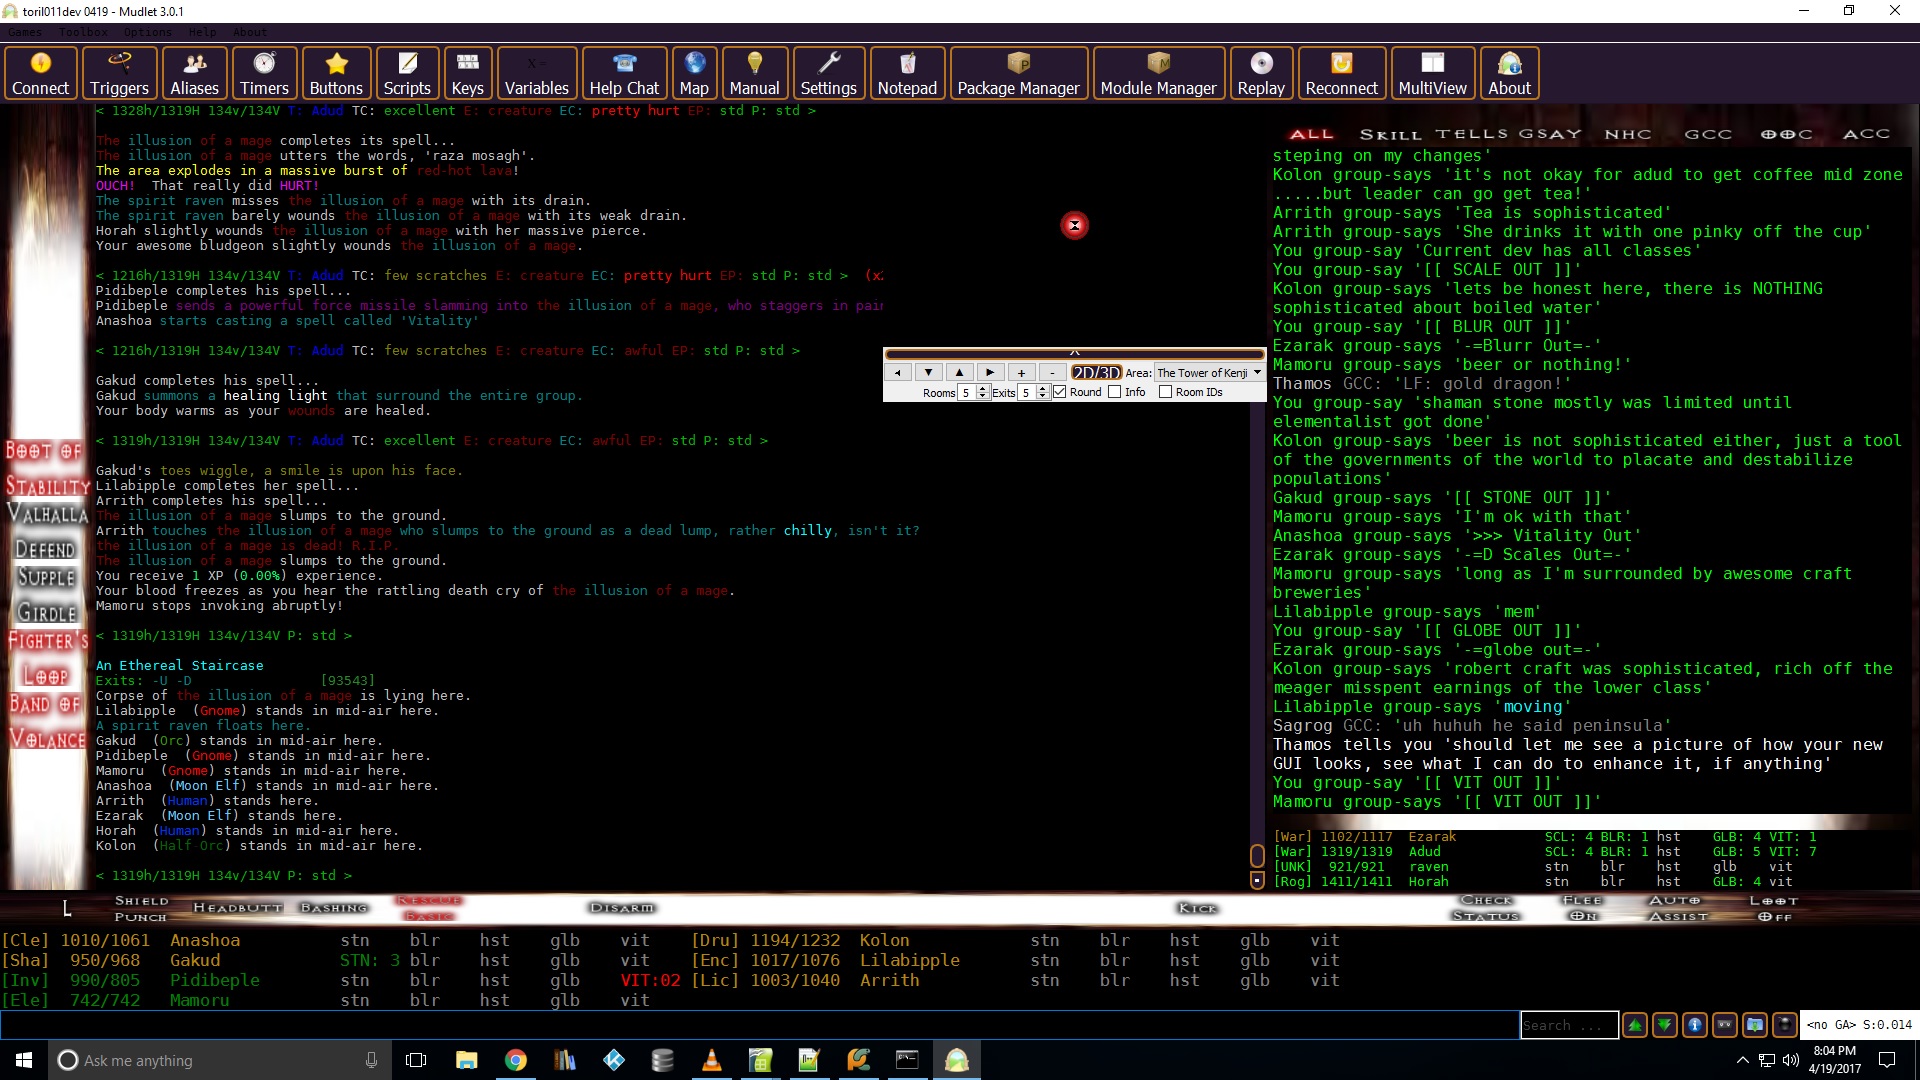 toril011dev 0419 - Mudlet 3.0.1
Games Toolbox Options Help About
Connect Triggers Aliases Timers Buttons Scripts Keys Variables Help Chat Map Manual Settings Notepad Package Manager Module Manager Replay Reconnect MultiView About
< 1328h/1319H 134v/134V T: Adud TC: excellent E: creature EC: pretty hurt EP: std P: std >
The illusion of a mage completes its spell...
The illusion of a mage utters the words, 'raza mosagh'.
The area explodes in a massive burst of red-hot lava!
OUCH!  That really did HURT!
The spirit raven misses the illusion of a mage with its drain.
The spirit raven barely wounds the illusion of a mage with its weak drain.
Horah slightly wounds the illusion of a mage with her massive pierce.
Your awesome bludgeon slightly wounds the illusion of a mage.
< 1216h/1319H 134v/134V T: Adud TC: few scratches E: creature EC: pretty hurt EP: std P: std >  (x
Pidibeple completes his spell...
Pidibeple sends a powerful force missile slamming into the illusion of a mage, who staggers in pain
Anashoa starts casting a spell called 'Vitality'
< 1216h/1319H 134v/134V T: Adud TC: few scratches E: creature EC: awful EP: std P: std >
Gakud completes his spell...
Gakud summons a healing light that surround the entire group.
Your body warms as your wounds are healed.
< 1319h/1319H 134v/134V T: Adud TC: excellent E: creature EC: awful EP: std P: std >
Gakud's toes wiggle, a smile is upon his face.
Lilabipple completes her spell...
Arrith completes his spell...
The illusion of a mage slumps to the ground.
Arrith touches the illusion of a mage who slumps to the ground as a dead lump, rather chilly, isn't it?
the illusion of a mage is dead! R.I.P.
The illusion of a mage slumps to the ground.
You receive 1 XP (0.00%) experience.
Your blood freezes as you hear the rattling death cry of the illusion of a mage.
Mamoru stops invoking abruptly!
< 1319h/1319H 134v/134V P: std >
An Ethereal Staircase
Exits: -U -D [93543]
Corpse of the illusion of a mage is lying here.
Lilabipple  (Gnome) stands in mid-air here.
A spirit raven floats here.
Gakud  (Orc) stands in mid-air here.
Pidibeple  (Gnome) stands in mid-air here.
Mamoru  (Gnome) stands in mid-air here.
Anashoa  (Moon Elf) stands in mid-air here.
Arrith  (Human) stands here.
Ezarak  (Moon Elf) stands here.
Horah  (Human) stands in mid-air here.
Kolon  (Half Orc) stands in mid-air here.
< 1319h/1319H 134v/134V P: std >
BOOT OF
STABILITY
VALHALLA
DEFEND
SUPPLE
GIRDLE
FIGHTER'S
LOOP
BAND OF
VOLANCE
+ - 2D/3D Area: The Tower of Kenji
Rooms 5 Exits 5 Round Info Room IDs
ALL SKILL TELLS GSAY NHC GCC OOC ACC
steping on my changes'
Kolon group-says 'it's not okay for adud to get coffee mid zone
.....but leader can go get tea!'
Arrith group-says 'Tea is sophisticated'
Arrith group-says 'She drinks it with one pinky off the cup'
You group-say 'Current dev has all classes'
You group-say '[[ SCALE OUT ]]'
Kolon group-says 'lets be honest here, there is NOTHING
sophisticated about boiled water'
You group-say '[[ BLUR OUT ]]'
Ezarak group-says '-=Blurr Out=-'
Mamoru group-says 'beer or nothing!'
Thamos GCC: 'LF: gold dragon!'
You group-say 'shaman stone mostly was limited until
elementalist got done'
Kolon group-says 'beer is not sophisticated either, just a tool
of the governments of the world to placate and destabilize
populations'
Gakud group-says '[[ STONE OUT ]]'
Mamoru group-says 'I'm ok with that'
Anashoa group-says '>>> Vitality Out'
Ezarak group-says '-=D Scales Out=-'
Mamoru group-says 'long as I'm surrounded by awesome craft
breweries'
Lilabipple group-says 'mem'
You group-say '[[ GLOBE OUT ]]'
Ezarak group-says '-=globe out=-'
Kolon group-says 'robert craft was sophisticated, rich off the
meager misspent earnings of the lower class'
Lilabipple group-says 'moving'
Sagrog GCC: 'uh huhuh he said peninsula'
Thamos tells you 'should let me see a picture of how your new
GUI looks, see what I can do to enhance it, if anything'
You group-say '[[ VIT OUT ]]'
Mamoru group-says '[[ VIT OUT ]]'
[War] 1102/1117 Ezarak SCL: 4 BLR: 1 hst GLB: 4 VIT: 1
[War] 1319/1319 Adud SCL: 4 BLR: 1 hst GLB: 5 VIT: 7
[UNK] 921/921 raven stn blr hst glb vit
[Rog] 1411/1411 Horah stn blr hst GLB: 4 vit
L SHIELD PUNCH HEADBUTT BASHING RESCUE BASIC DISARM KICK CHECK STATUS FLEE ON AUTO ASSIST LOOT OFF
[Cle] 1010/1061 Anashoa stn blr hst glb vit [Dru] 1194/1232 Kolon stn blr hst glb vit
[Sha] 950/968 Gakud STN: 3 blr hst glb vit [Enc] 1017/1076 Lilabipple stn blr hst glb vit
[Inv] 990/805 Pidibeple stn blr hst glb VIT:02 [Lic] 1003/1040 Arrith stn blr hst glb vit
[Ele] 742/742 Mamoru stn blr hst glb vit
Search ... <no GA> S:0.014
Ask me anything
8:04 PM
4/19/2017